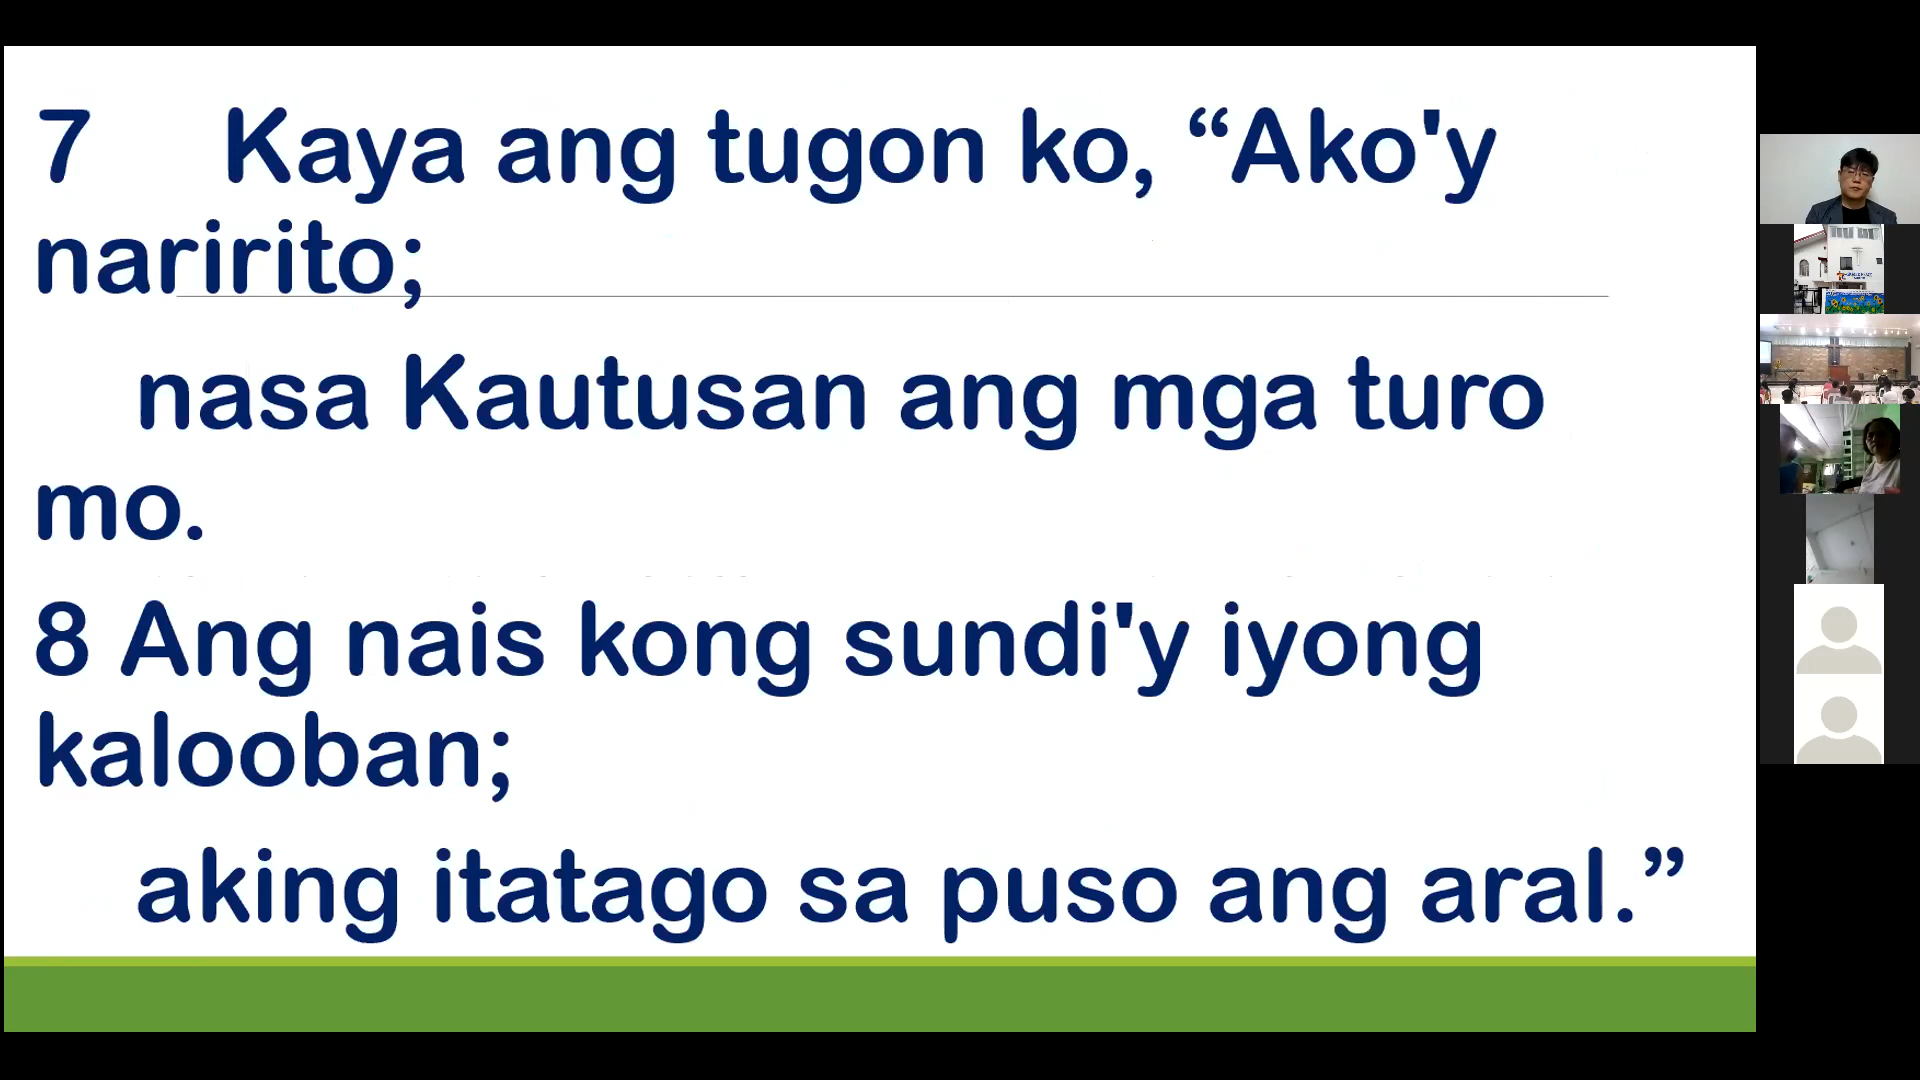 7 Kaya ang tugon ko, “Ako'y
naririto;
nasa Kautusan ang mga turo
mo.
8 Ang nais kong sundi'y iyong
kalooban;
aking itatago sa puso ang aral.”